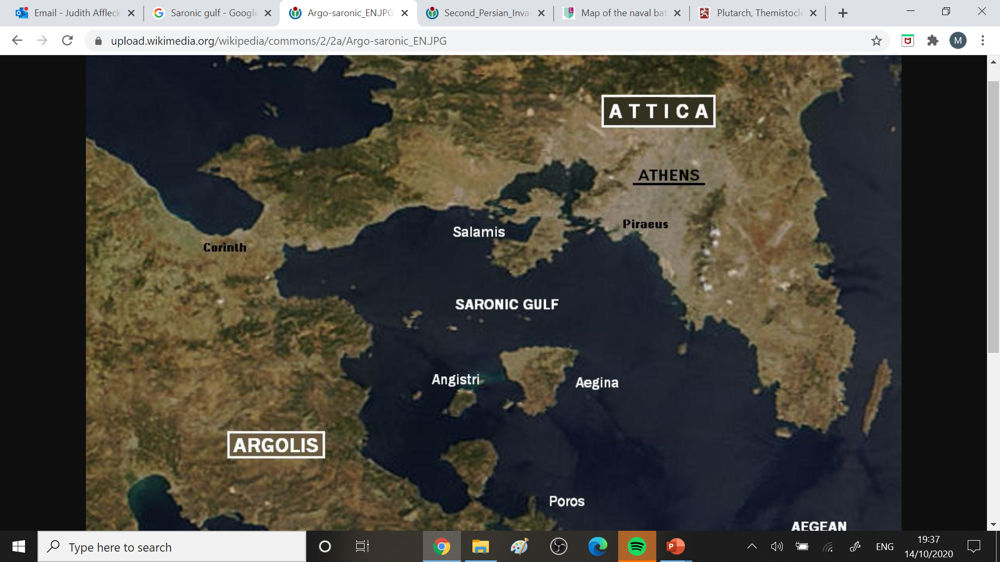 Email - Judith Affleck
Saronic gulf - Google
Argo-saronic_EN.JPG
Second_Persian_Inva
Map of the naval bat
Plutarch, Themistocle
upload.wikimedia.org/wikipedia/commons/2/2a/Argo-saronic_EN.JPG
M
ATTICA
ATHENS
Piraeus
Salamis
Corinth
SARONIC GULF
Angistri
Aegina
ARGOLIS
Poros
AEGEAN
Type here to search
P
ENG
19:37
14/10/2020